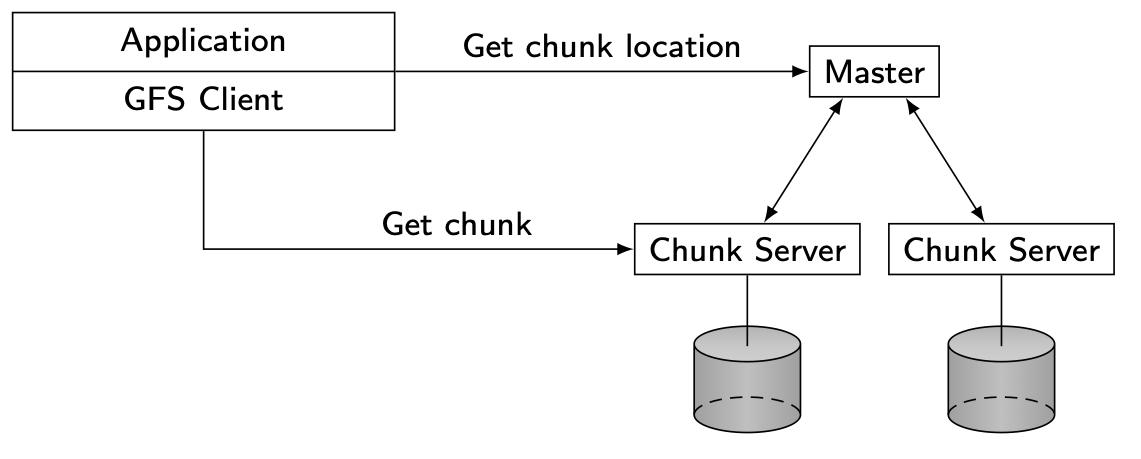 Application
GFS Client
Get chunk location
Master
Get chunk
Chunk Server
Chunk Server